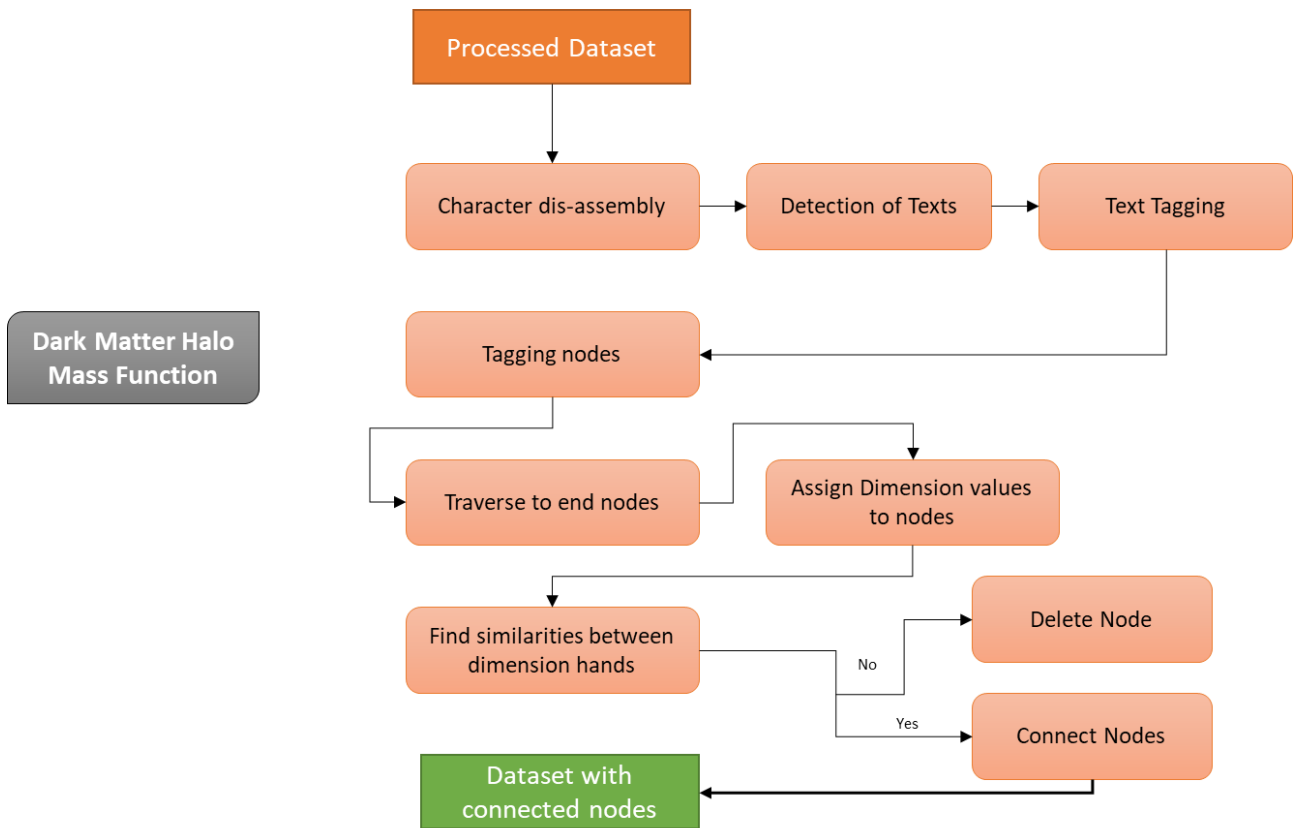 Processed Dataset
Character dis-assembly
Detection of Texts
Text Tagging
Dark Matter Halo
Mass Function
Tagging nodes
Traverse to end nodes
Assign Dimension values
to nodes
Find similarities between
dimension hands
No
Delete Node
Yes
Connect Nodes
Dataset with
connected nodes